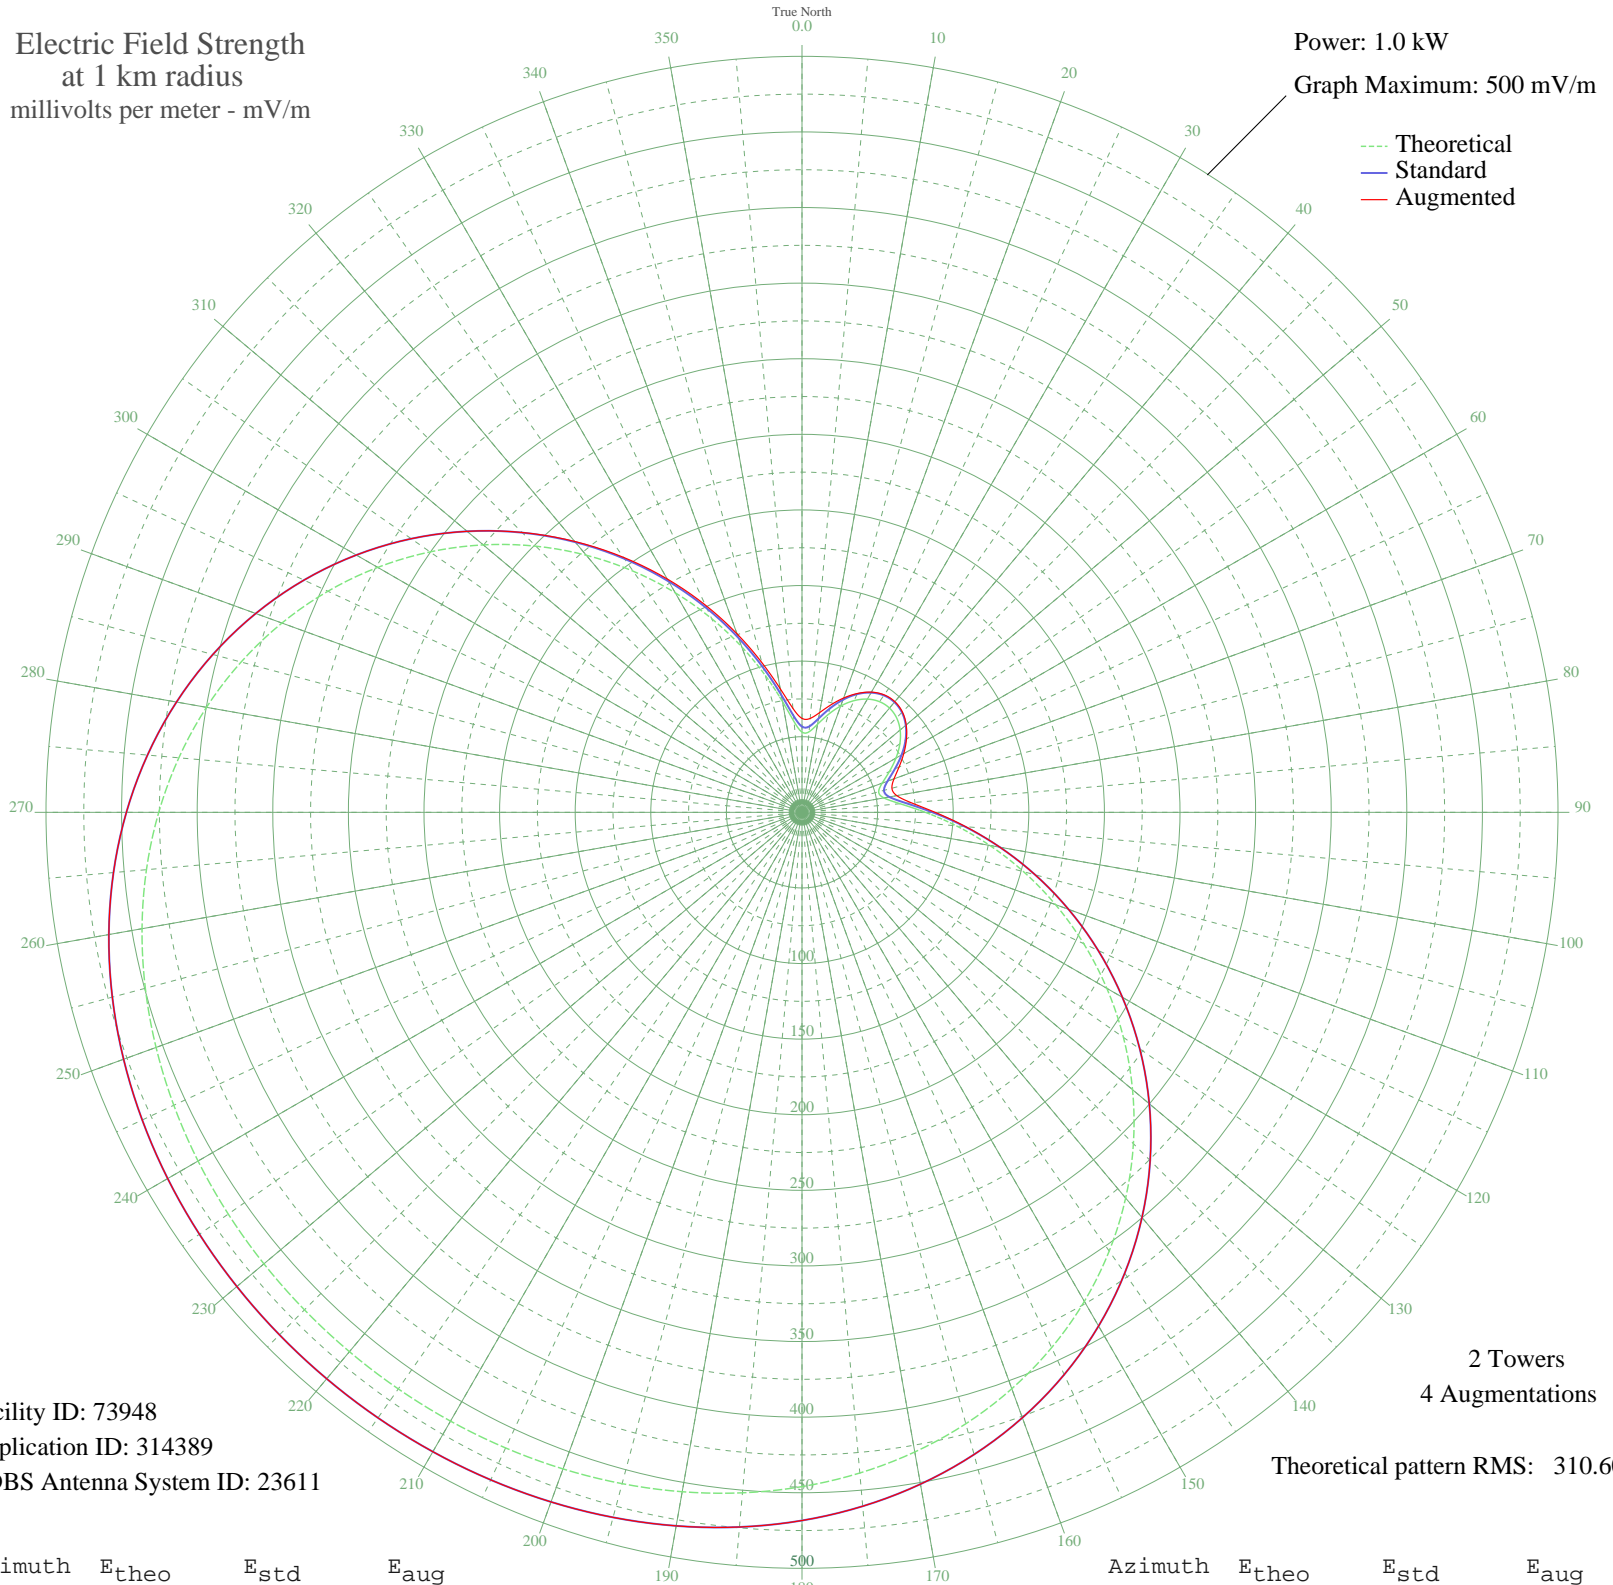 True North
Electric Field Strength
at 1 km radius
millivolts per meter - mV/m
Power: 1.0 kW
Graph Maximum: 500 mV/m
Theoretical
Standard
Augmented
0.0
10
20
30
40
50
60
70
80
90
100
110
120
130
140
150
160
170
190
200
210
220
230
240
250
260
270
280
290
300
310
320
330
340
350
100
150
200
250
300
350
400
450
500
2 Towers
4 Augmentations
Theoretical pattern RMS: 310.60
cility ID: 73948
plication ID: 314389
DBS Antenna System ID: 23611
imuth Etheo Estd Eaug
Azimuth Etheo Estd Eaug